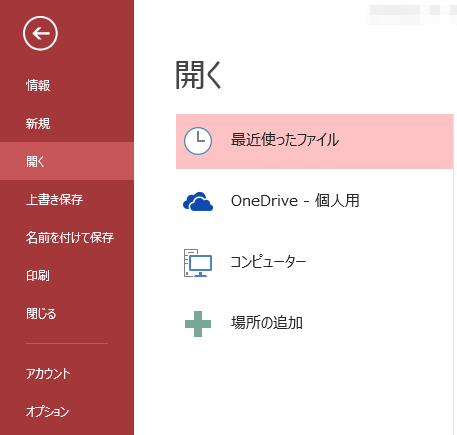 情報
新規
開く
上書き保存
名前を付けて保存
印刷
閉じる
アカウント
オプション
開く
最近使ったファイル
OneDrive - 個人用
コンピューター
場所の追加